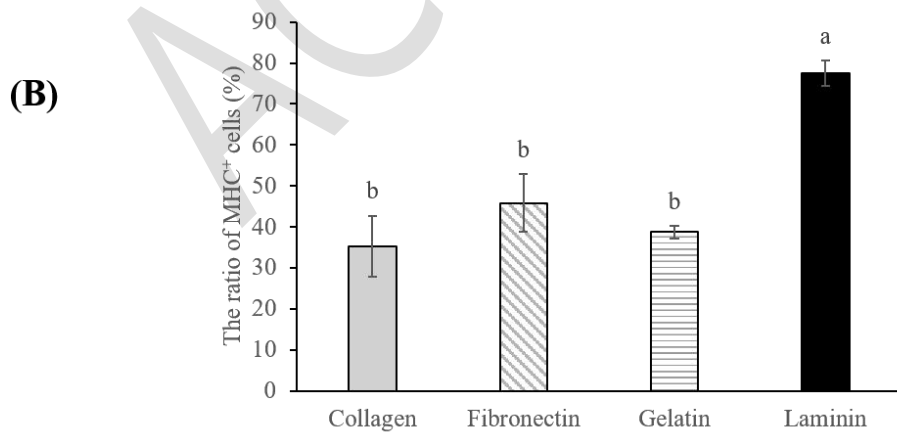 (B)
The ratio of MHC⁺ cells (%)
90
80
70
60
50
40
30
20
10
0
b
b
b
a
Collagen
Fibronectin
Gelatin
Laminin
AC